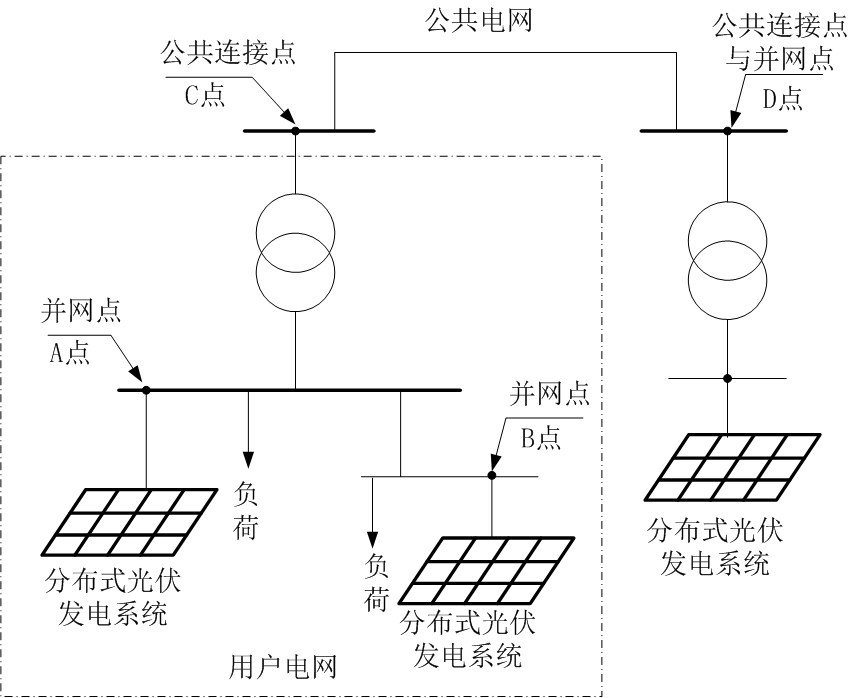 公共电网
公共连接点
C点
公共连接点
与并网点
D点
并网点
A点
并网点
B点
负
荷
负
荷
分布式光伏
发电系统
分布式光伏
发电系统
分布式光伏
发电系统
用户电网